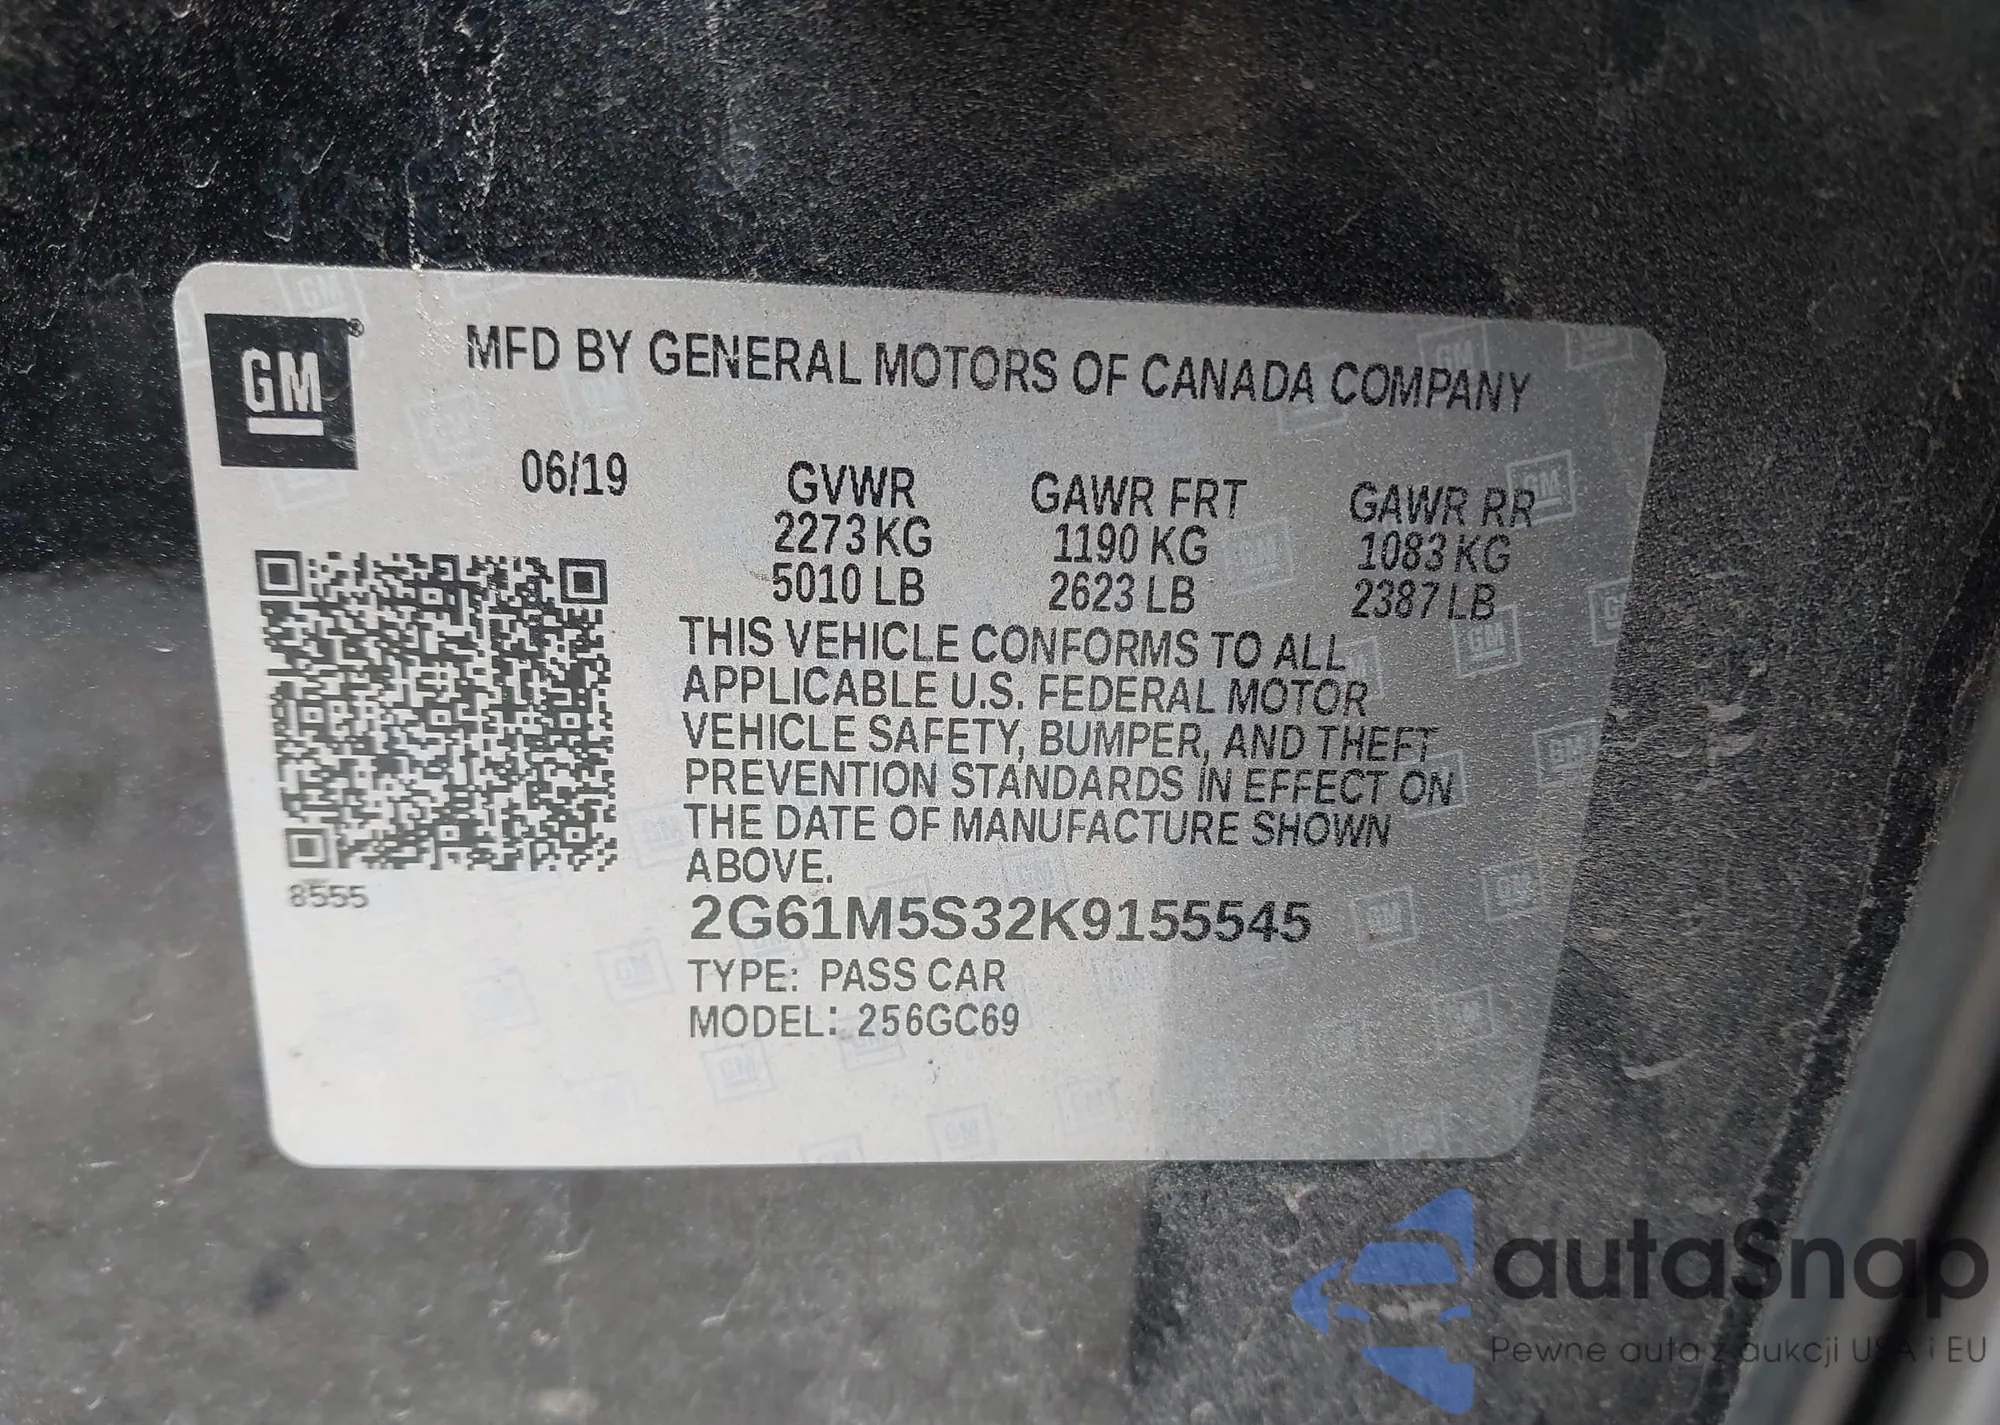 GM®
MFD BY GENERAL MOTORS OF CANADA COMPANY
06/19
GVWR GAWR FRT GAWR RR
2273 KG 1190 KG 1083 KG
5010 LB 2623 LB 2387 LB
THIS VEHICLE CONFORMS TO ALL
APPLICABLE U.S. FEDERAL MOTOR
VEHICLE SAFETY, BUMPER, AND THEFT
PREVENTION STANDARDS IN EFFECT ON
THE DATE OF MANUFACTURE SHOWN
ABOVE.
8555
2G61M5S32K9155545
TYPE: PASS CAR
MODEL: 256GC69
autaSnap
Pewne auta z aukcji USA i EU